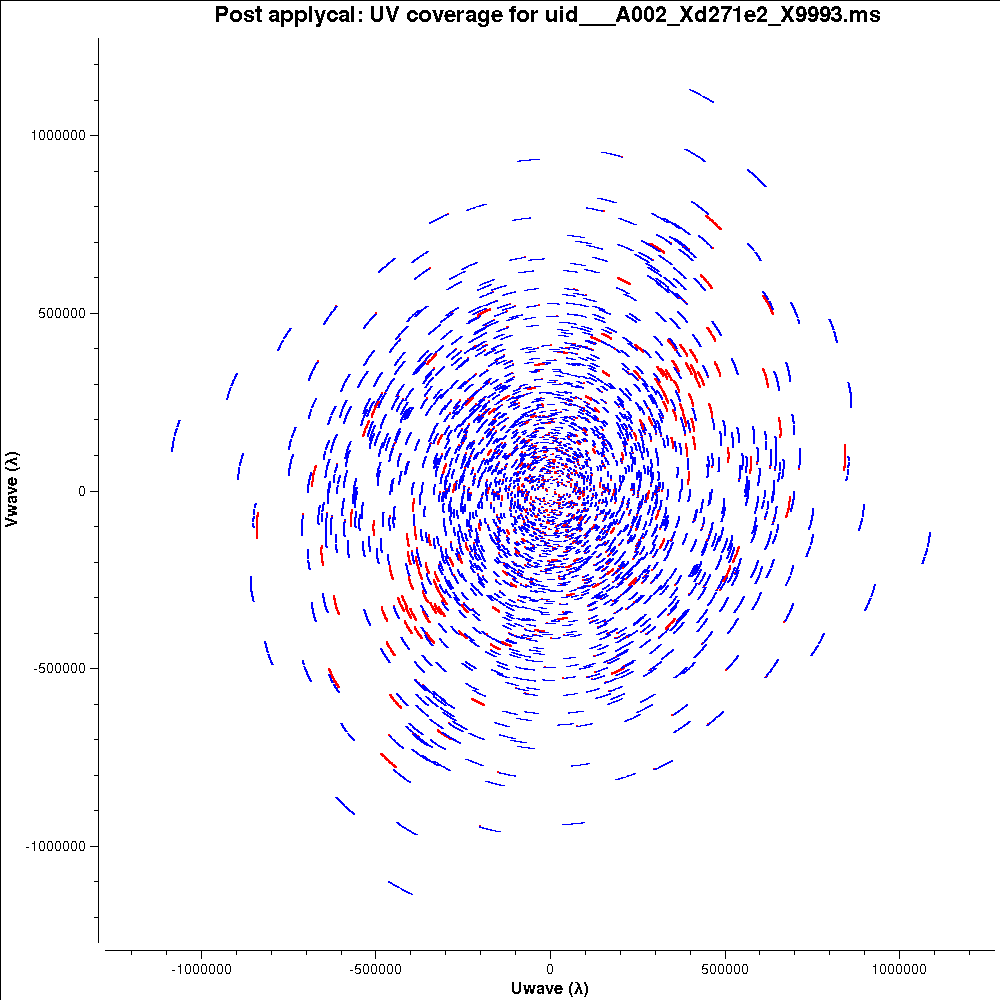 Post applycal: UV coverage for uid___A002_Xd271e2_X9993.ms
1000000
500000
0
-500000
-1000000
Vwave (λ)
-1000000 -500000 0 500000 1000000
Uwave (λ)